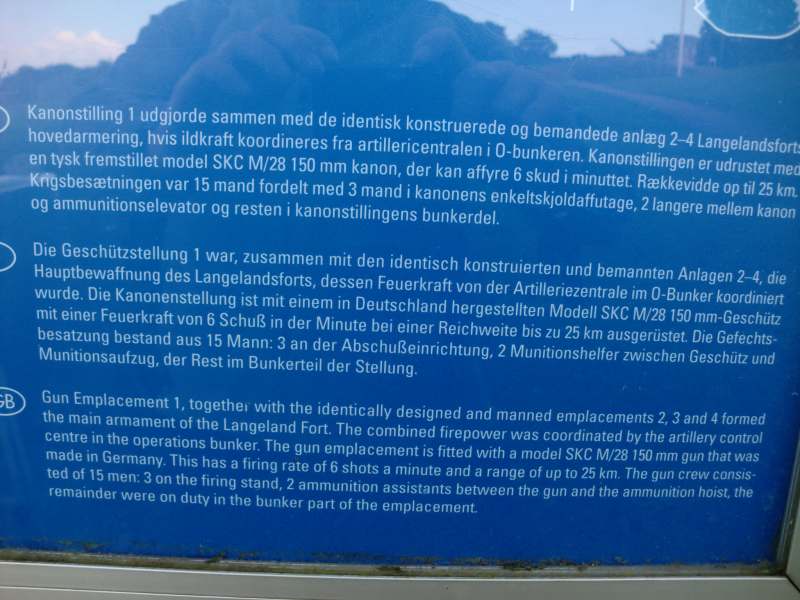 Kanonstilling 1 udgjorde sammen med de identisk konstruerede og bemandede anlæg 2–4 Langelandsforts
hovedarmering, hvis ildkraft koordineres fra artillericentralen i O-bunkeren. Kanonstillingen er udrustet med
en tysk fremstillet model SKC M/28 150 mm kanon, der kan affyre 6 skud i minuttet. Rækkevidde op til 25 km.
Krigsbesætningen var 15 mand fordelt med 3 mand i kanonens enkeltskjoldaffutage, 2 langere mellem kanon
og ammunitionselevator og resten i kanonstillingens bunkerdel.
Die Geschützstellung 1 war, zusammen mit den identisch konstruierten und bemannten Anlagen 2–4, die
Hauptbewaffnung des Langelandsforts, dessen Feuerkraft von der Artilleriezentrale im O-Bunker koordiniert
wurde. Die Kanonenstellung ist mit einem in Deutschland hergestellten Modell SKC M/28 150 mm-Geschütz
mit einer Feuerkraft von 6 Schuß in der Minute bei einer Reichweite bis zu 25 km ausgerüstet. Die Gefechts-
besatzung bestand aus 15 Mann: 3 an der Abschußeinrichtung, 2 Munitionshelfer zwischen Geschütz und
Munitionsaufzug, der Rest im Bunkerteil der Stellung.
GB
Gun Emplacement 1, together with the identically designed and manned emplacements 2, 3 and 4 formed
the main armament of the Langeland Fort. The combined firepower was coordinated by the artillery control
centre in the operations bunker. The gun emplacement is fitted with a model SKC M/28 150 mm gun that was
made in Germany. This has a firing rate of 6 shots a minute and a range of up to 25 km. The gun crew consis-
ted of 15 men: 3 on the firing stand, 2 ammunition assistants between the gun and the ammunition hoist, the
remainder were on duty in the bunker part of the emplacement.